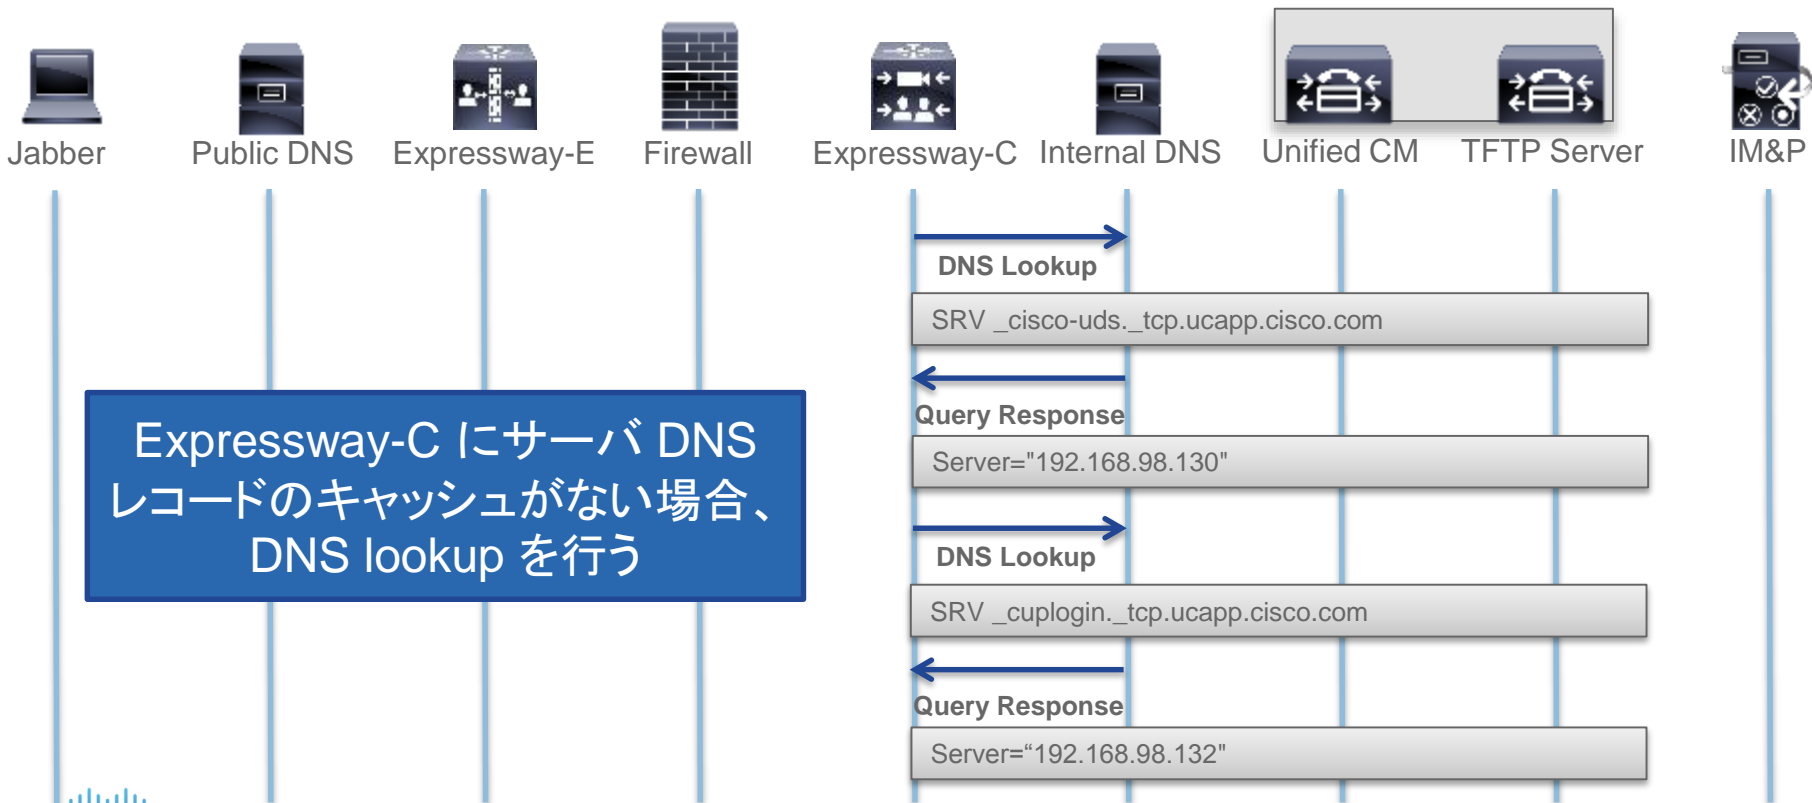 Jabber
Public DNS
Expressway-E
Firewall
Expressway-C
Internal DNS
Unified CM
TFTP Server
IM&P
DNS Lookup
SRV _cisco-uds._tcp.ucapp.cisco.com
Query Response
Server="192.168.98.130"
DNS Lookup
SRV _cuplogin._tcp.ucapp.cisco.com
Query Response
Server=“192.168.98.132"
Expressway-C にサーバ DNS
レコードのキャッシュがない場合、
DNS lookup を行う